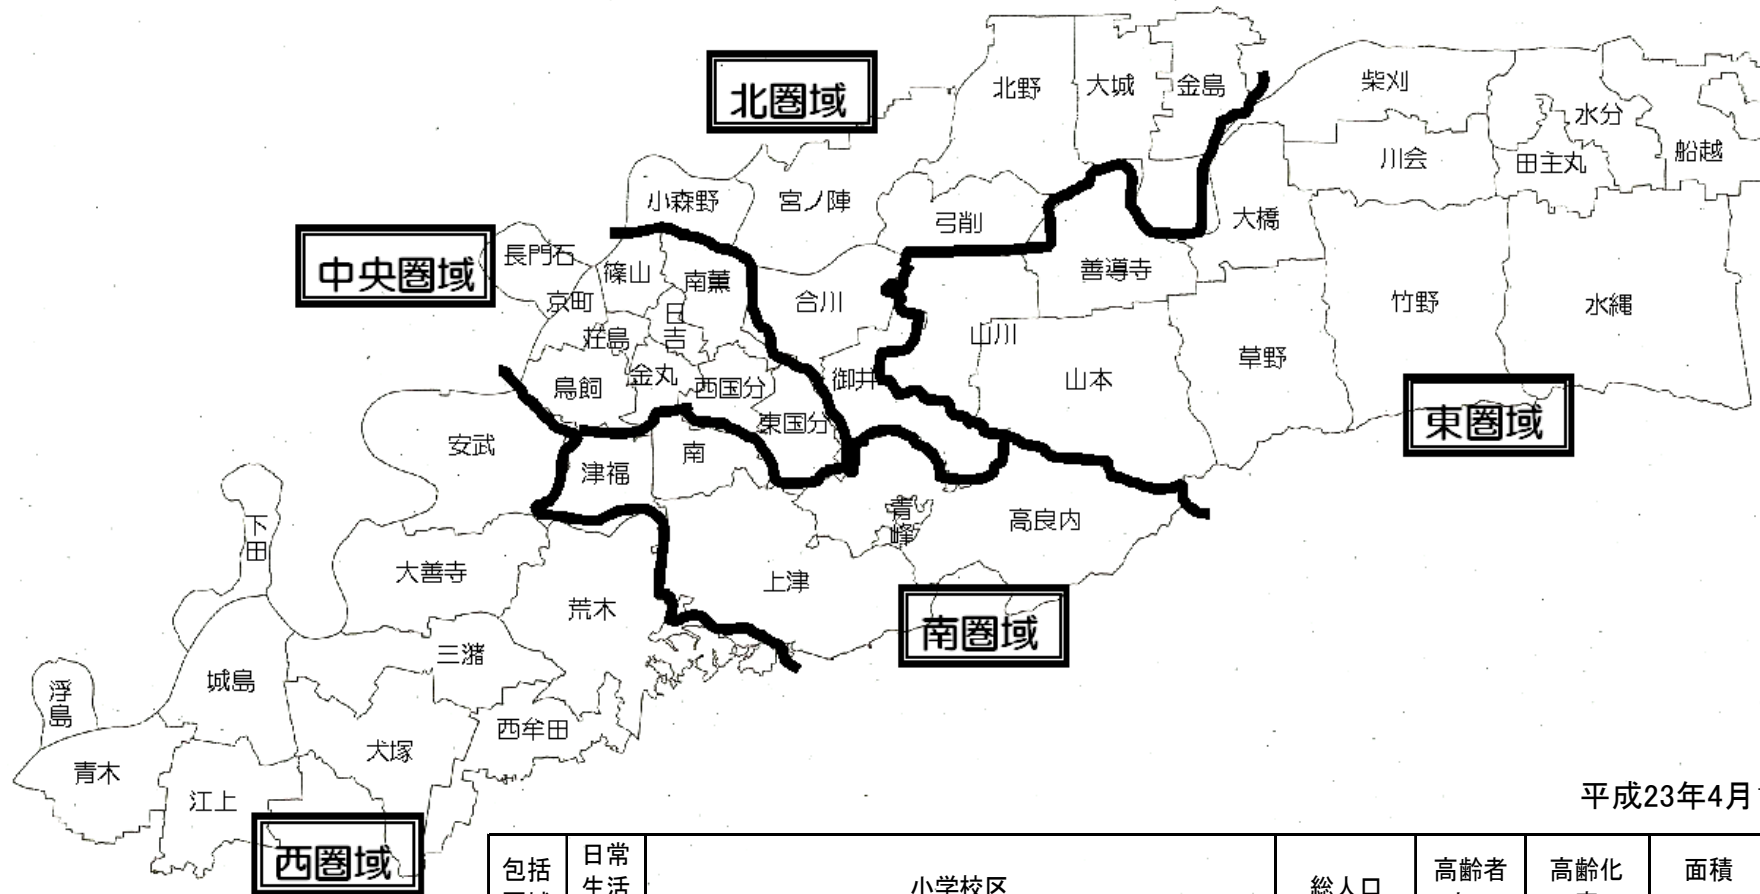 北圏域
北野
大城
金島
柴刈
水分
船越
川会
田主丸
小森野
宮ノ陣
弓削
大橋
中央圏域
長門石
篠山
南薫
京町
日吉
合川
善導寺
竹野
水縄
荘島
山川
草野
鳥飼
金丸
西国分
御井
山本
東国分
東圏域
安武
津福
南
下田
青峰
高良内
大善寺
荒木
上津
南圏域
三潴
城島
浮島
西牟田
犬塚
青木
江上
西圏域
平成23年4月
包括
日常
生活
小学校区
総人口
高齢者
高齢化
面積